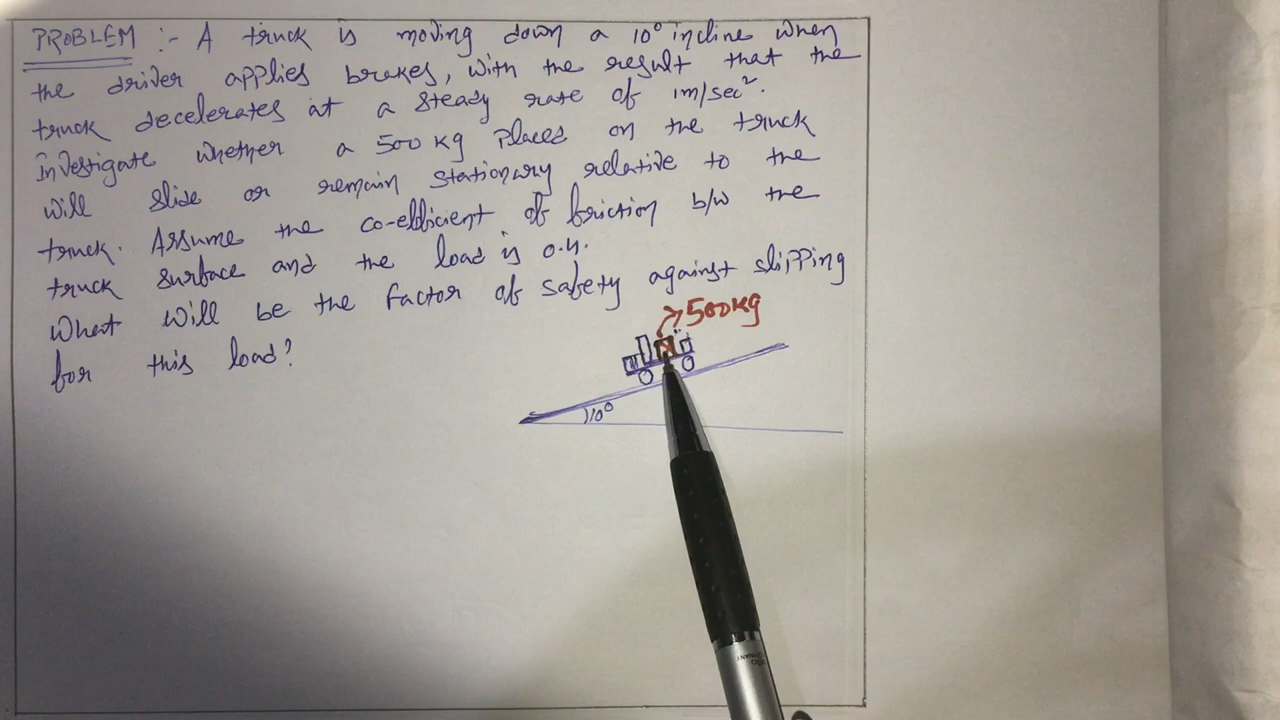 PROBLEM :- A truck is moving down a 10° incline when
the driver applies brakes, with the result that the
truck decelerates at a steady rate of 1m/sec².
Investigate whether a 500 kg places on the truck
will slide or remain stationary relative to the
truck. Assume the co-efficient of friction b/w the
truck surface and the load is 0.4.
What will be the factor of safety against slipping
for this load?
500kg
10°